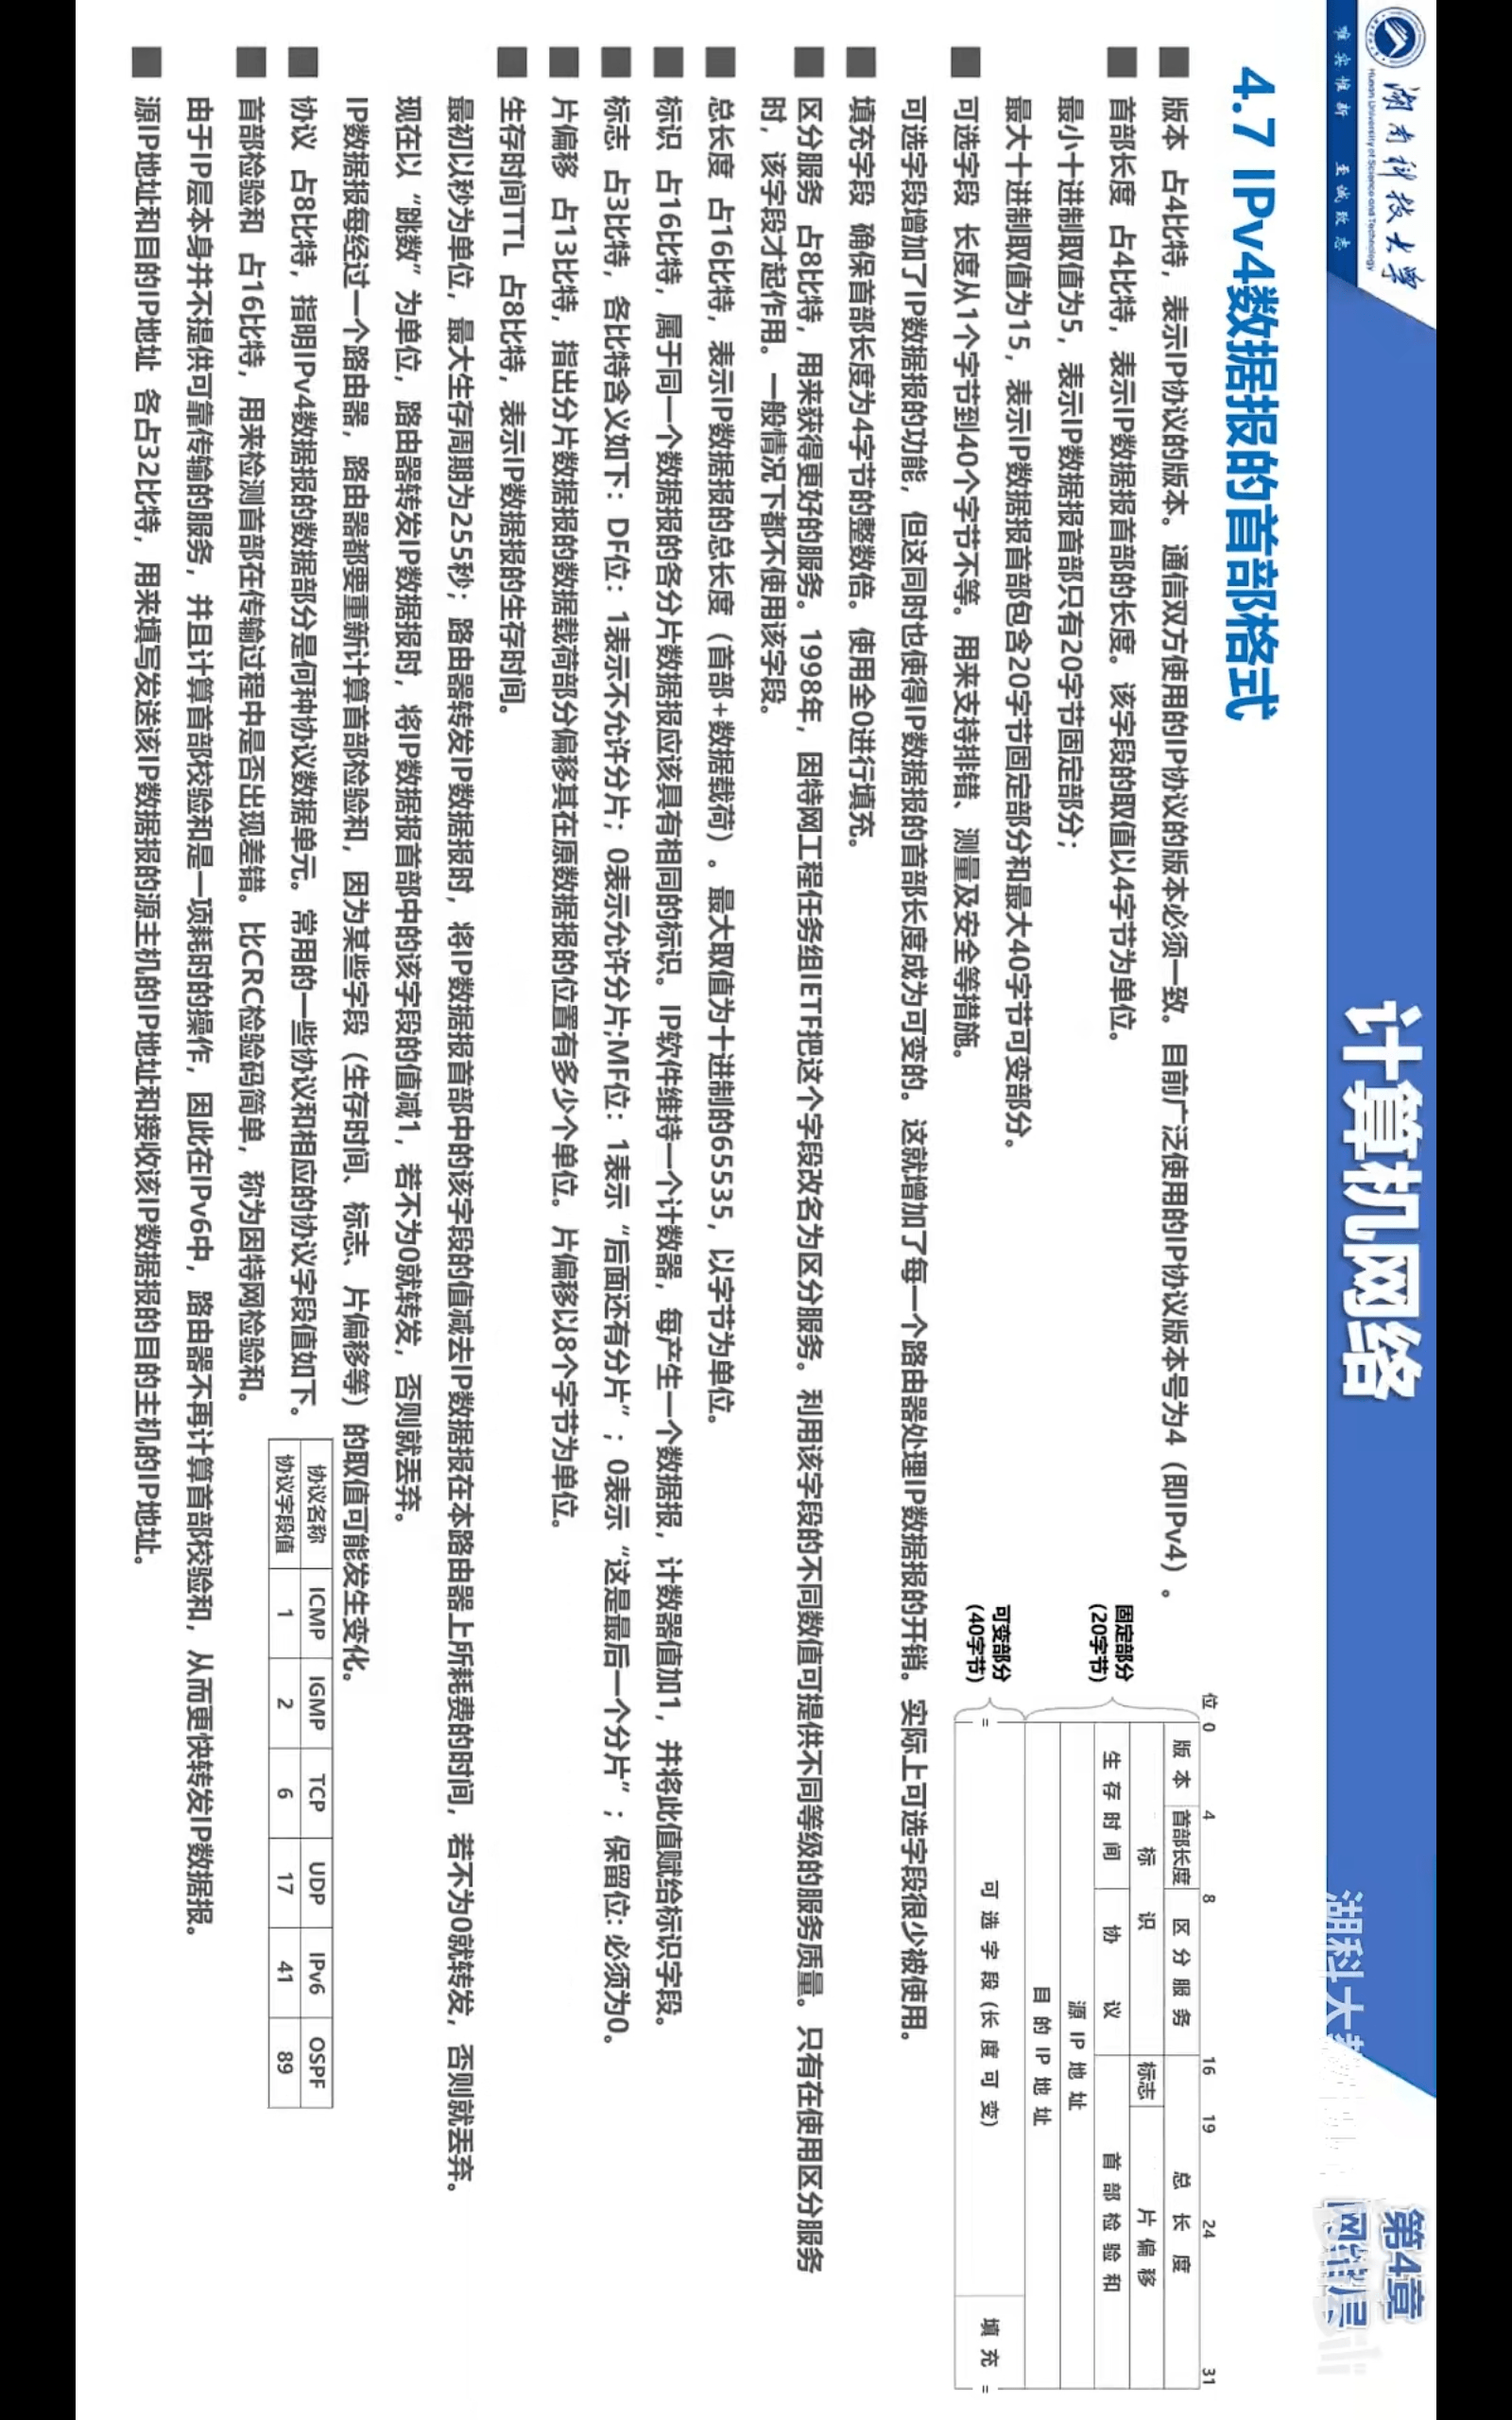 湖南科技大学
Hunan University of Science and Technology
唯实惟新 至诚致志
计算机网络
湖科大
第4章
网络层
4.7 IPv4数据报的首部格式
版本 占4比特，表示IP协议的版本。通信双方使用的IP协议的版本必须一致。目前广泛使用的IP协议版本号为4（即IPv4）。
首部长度 占4比特，表示IP数据报首部的长度。该字段的取值以4字节为单位。
最小十进制取值为5，表示IP数据报首部只有20字节固定部分；
最大十进制取值为15，表示IP数据报首部包含20字节固定部分和最大40字节可变部分。
可选字段 长度从1个字节到40个字节不等。用来支持排错、测量及安全等措施。
可选字段增加了IP数据报的功能，但这同时也使得IP数据报的首部长度成为可变的。这就增加了每一个路由器处理IP数据报的开销。实际上可选字段很少被使用。
填充字段 确保首部长度为4字节的整数倍。使用全0进行填充。
区分服务 占8比特，用来获得更好的服务。1998年，因特网工程任务组IETF把这个字段改名为区分服务。利用该字段的不同数值可提供不同等级的服务质量。只有在使用区分服务
时，该字段才起作用。一般情况下都不使用该字段。
总长度 占16比特，表示IP数据报的总长度（首部+数据载荷）。最大取值为十进制的65535，以字节为单位。
标识 占16比特，属于同一个数据报的各分片数据报应该具有相同的标识。IP软件维持一个计数器，每产生一个数据报，计数器值加1，并将此值赋给标识字段。
标志 占3比特，各比特含义如下：DF位：1表示不允许分片；0表示允许分片;MF位：1表示“后面还有分片”；0表示“这是最后一个分片”；保留位: 必须为0。
片偏移 占13比特，指出分片数据报的数据载荷部分偏移其在原数据报的位置有多少个单位。片偏移以8个字节为单位。
生存时间TTL 占8比特，表示IP数据报的生存时间。
最初以秒为单位，最大生存周期为255秒；路由器转发IP数据报时，将IP数据报首部中的该字段的值减去IP数据报在本路由器上所耗费的时间，若不为0就转发，否则就丢弃。
现在以“跳数”为单位，路由器转发IP数据报时，将IP数据报首部中的该字段的值减1，若不为0就转发，否则就丢弃。
IP数据报每经过一个路由器，路由器都要重新计算首部检验和，因为某些字段（生存时间、标志、片偏移等）的取值可能发生变化。
协议 占8比特，指明IPv4数据报的数据部分是何种协议数据单元。常用的一些协议和相应的协议字段值如下。
首部检验和 占16比特，用来检测首部在传输过程中是否出现差错。比CRC检验码简单，称为因特网检验和。
由于IP层本身并不提供可靠传输的服务，并且计算首部校验和是一项耗时的操作，因此在IPv6中，路由器不再计算首部校验和，从而更快转发IP数据报。
源IP地址和目的IP地址 各占32比特，用来填写发送该IP数据报的源主机的IP地址和接收该IP数据报的目的主机的IP地址。
位 0 4 8 16 19 24 31
版本 首部长度 区分服务 总长度
标识 标志 片偏移
生存时间 协议 首部检验和
源IP地址
目的IP地址
可选字段（长度可变） 填充
固定部分
（20字节）
可变部分
（40字节）
协议名称 ICMP IGMP TCP UDP IPv6 OSPF
协议字段值 1 2 6 17 41 89